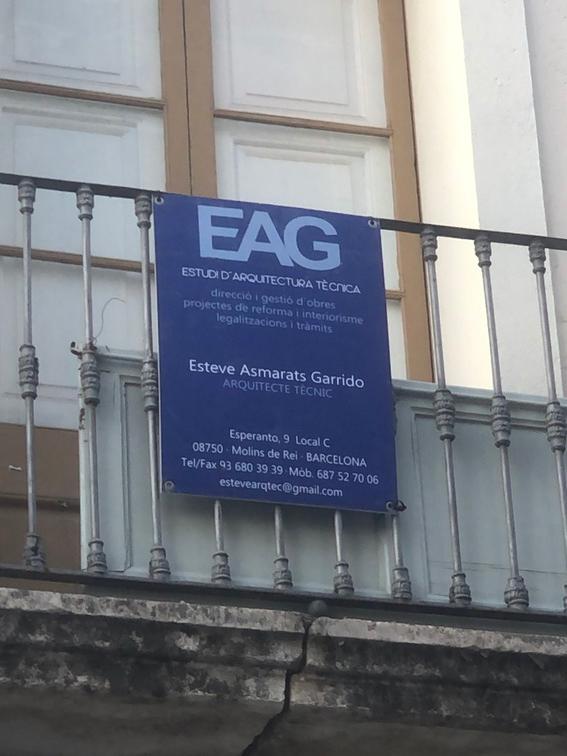 EAG
ESTUDI D'ARQUITECTURA TÈCNICA
direcció i gestió d'obres
projectes de reforma i interiorisme
legalitzacions i tràmits
Esteve Asmarats Garrido
ARQUITECTE TÈCNIC
Esperanto, 9 Local C
08750 · Molins de Rei · BARCELONA
Tel/Fax 93 680 39 39 · Mòb. 687 52 70 06
estevearqtec@gmail.com